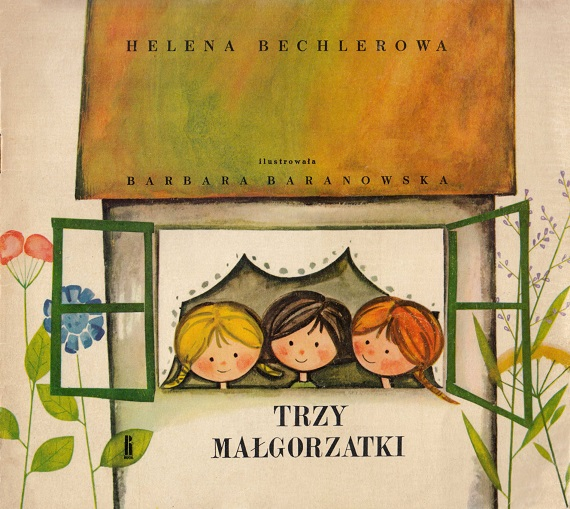 HELENA BECHLEROWA
ilustrowała
BARBARA BARANOWSKA
TRZY
MAŁGORZATKI